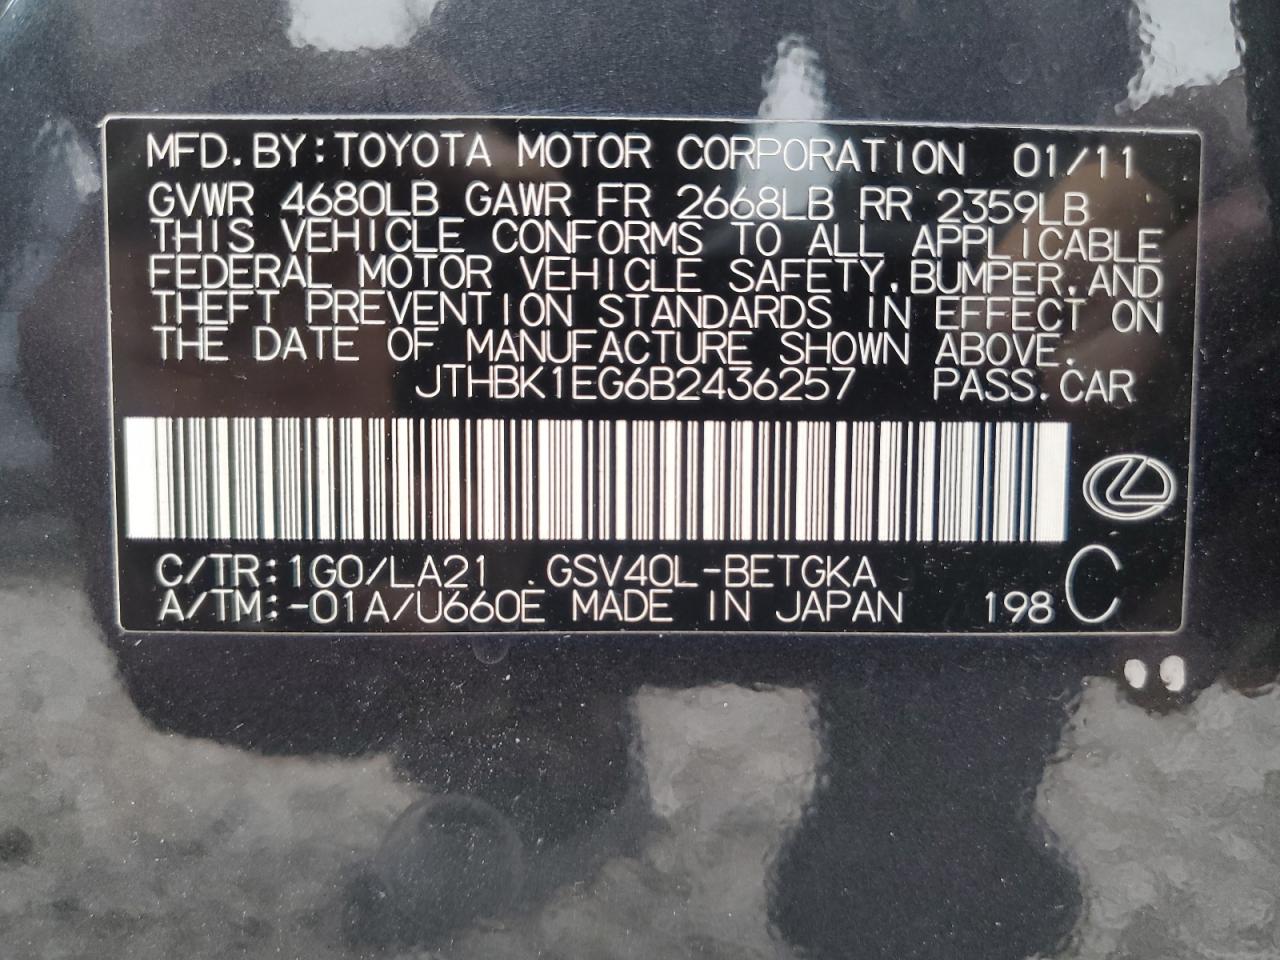 MFD.BY:TOYOTA MOTOR CORPORATION 01/11
GVWR 4680LB GAWR FR 2668LB RR 2359LB
THIS VEHICLE CONFORMS TO ALL APPLICABLE
FEDERAL MOTOR VEHICLE SAFETY,BUMPER,AND
THEFT PREVENTION STANDARDS IN EFFECT ON
THE DATE OF MANUFACTURE SHOWN ABOVE.
JTHBK1EG6B2436257 PASS.CAR
C/TR:1G0/LA21 GSV40L-BETGKA
A/TM:-01A/U660E MADE IN JAPAN 198 C